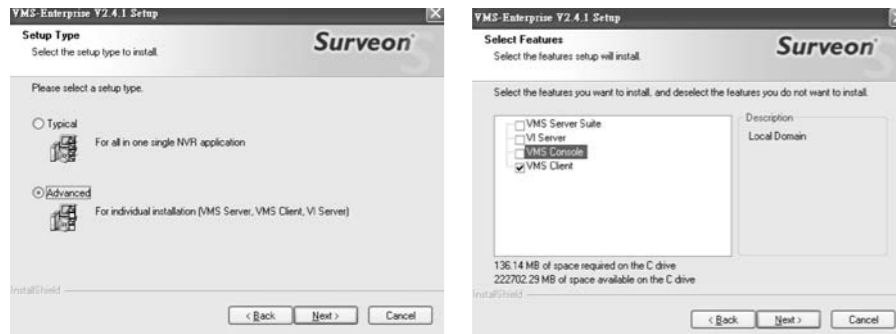 VMS-Enterprise V2.4.1 Setup
Setup Type
Select the setup type to install.
Surveon
Please select a setup type.
Typical
For all in one single NVR application
Advanced
For individual installation (VMS Server, VMS Client, VI Server)
InstallShield
< Back
Next >
Cancel
VMS-Enterprise V2.4.1 Setup
Select Features
Select the features setup will install.
Surveon
Select the features you want to install, and deselect the features you do not want to install.
VMS Server Suite
VI Server
VMS Console
VMS Client
Description
Local Domain
136.14 MB of space required on the C drive
222702.29 MB of space available on the C drive
InstallShield
< Back
Next >
Cancel